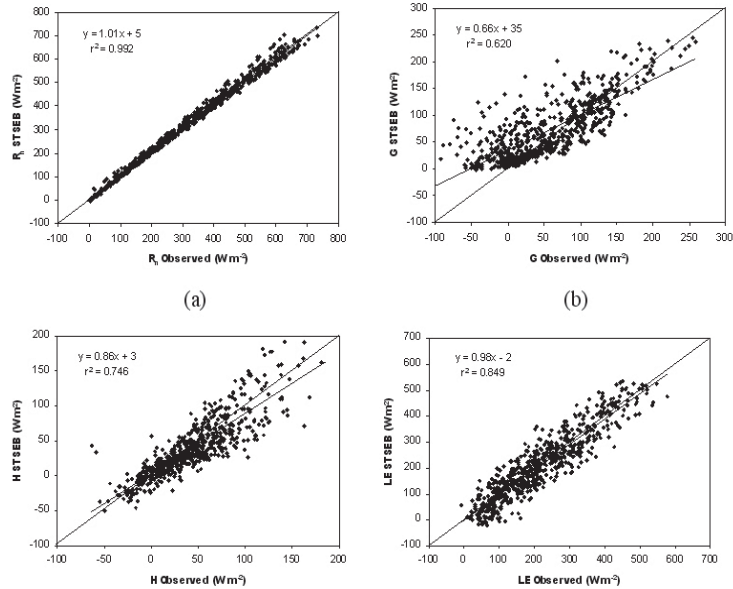 y = 1.01x + 5
r² = 0.992
800
700
600
500
400
300
200
100
0
-100
-100 0 100 200 300 400 500 600 700 800
Rn STSEB (Wm-2)
Rn Observed (Wm-2)
(a)
y = 0.66x + 35
r² = 0.620
300
250
200
150
100
50
0
-50
-100
-100 -50 0 50 100 150 200 250 300
G STSEB (Wm-2)
G Observed (Wm-2)
(b)
y = 0.86x + 3
r² = 0.746
200
150
100
50
0
-50
-100
-100 -50 0 50 100 150 200
H STSEB (Wm-2)
H Observed (Wm-2)
y = 0.98x - 2
r² = 0.849
700
600
500
400
300
200
100
0
-100
-100 0 100 200 300 400 500 600 700
LE STSEB (Wm-2)
LE Observed (Wm-2)